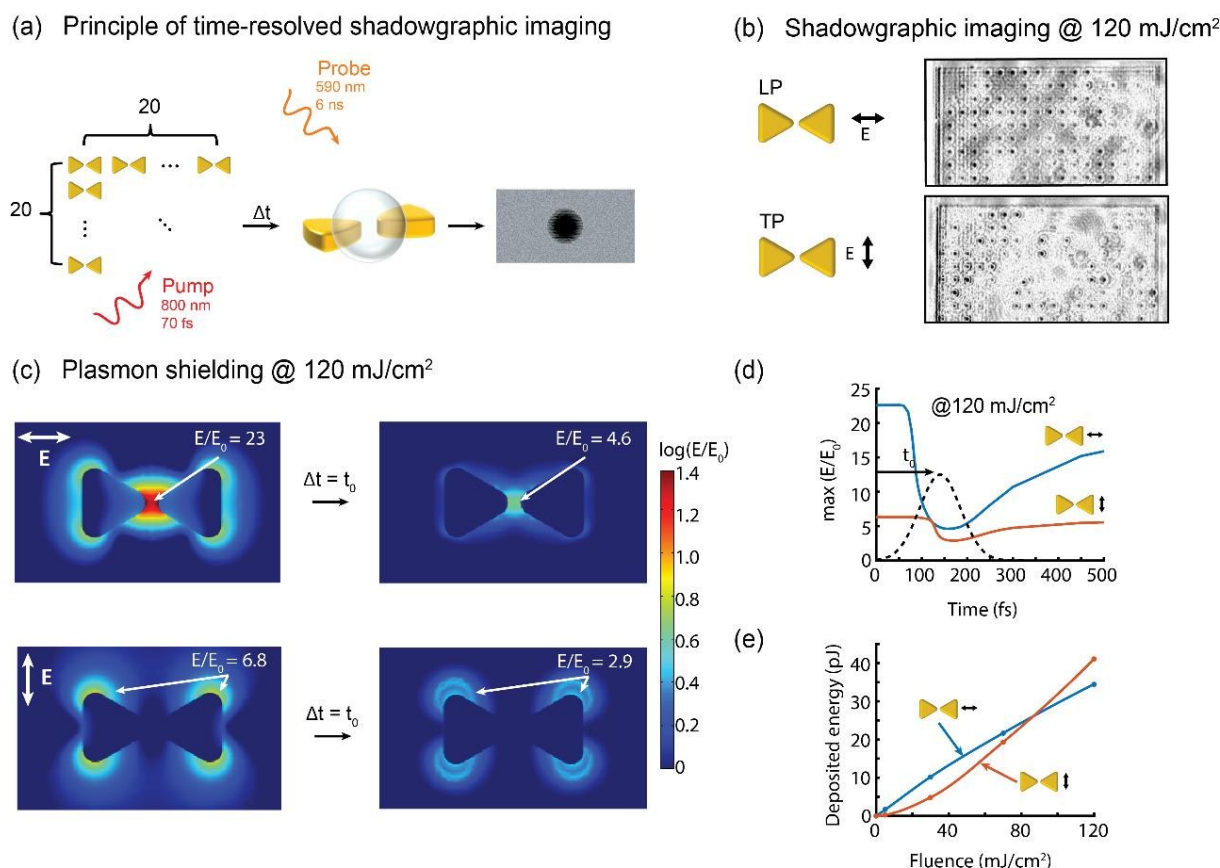 (a) Principle of time-resolved shadowgraphic imaging
Probe
590 nm
6 ns
20
...
20
Δt
Pump
800 nm
70 fs
(b) Shadowgraphic imaging @ 120 mJ/cm²
LP
E
TP
E
(c) Plasmon shielding @ 120 mJ/cm²
E
E/E₀ = 23
Δt = t₀
E/E₀ = 4.6
E
E/E₀ = 6.8
Δt = t₀
E/E₀ = 2.9
log(E/E₀)
1.4
1.2
1.0
0.8
0.6
0.4
0.2
0
(d)
@120 mJ/cm²
t₀
max (E/E₀)
25
20
15
10
5
0
0 100 200 300 400 500
Time (fs)
(e)
Deposited energy (pJ)
40
30
20
10
0
0 40 80 120
Fluence (mJ/cm²)